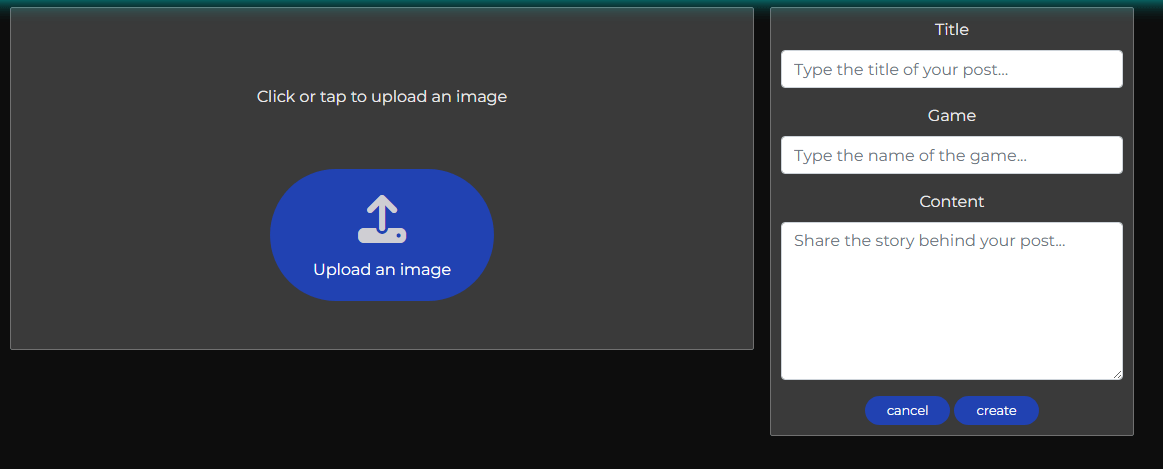 Click or tap to upload an image
Upload an image
Title
Type the title of your post...
Game
Type the name of the game...
Content
Share the story behind your post...
cancel create